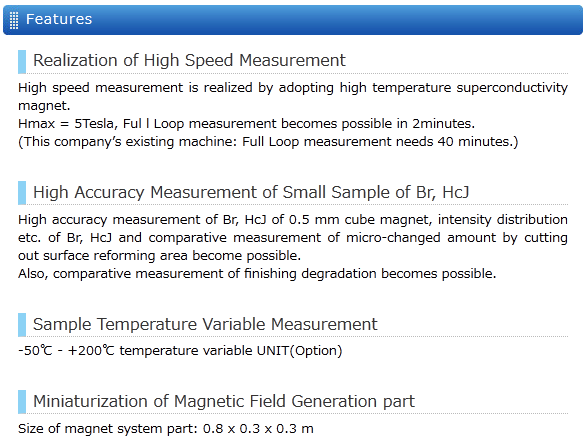 Features
Realization of High Speed Measurement
High speed measurement is realized by adopting high temperature superconductivity
magnet.
Hmax = 5Tesla, Ful l Loop measurement becomes possible in 2minutes.
(This company’s existing machine: Full Loop measurement needs 40 minutes.)
High Accuracy Measurement of Small Sample of Br, HcJ
High accuracy measurement of Br, HcJ of 0.5 mm cube magnet, intensity distribution
etc. of Br, HcJ and comparative measurement of micro-changed amount by cutting
out surface reforming area become possible.
Also, comparative measurement of finishing degradation becomes possible.
Sample Temperature Variable Measurement
-50℃ - +200℃ temperature variable UNIT(Option)
Miniaturization of Magnetic Field Generation part
Size of magnet system part: 0.8 x 0.3 x 0.3 m